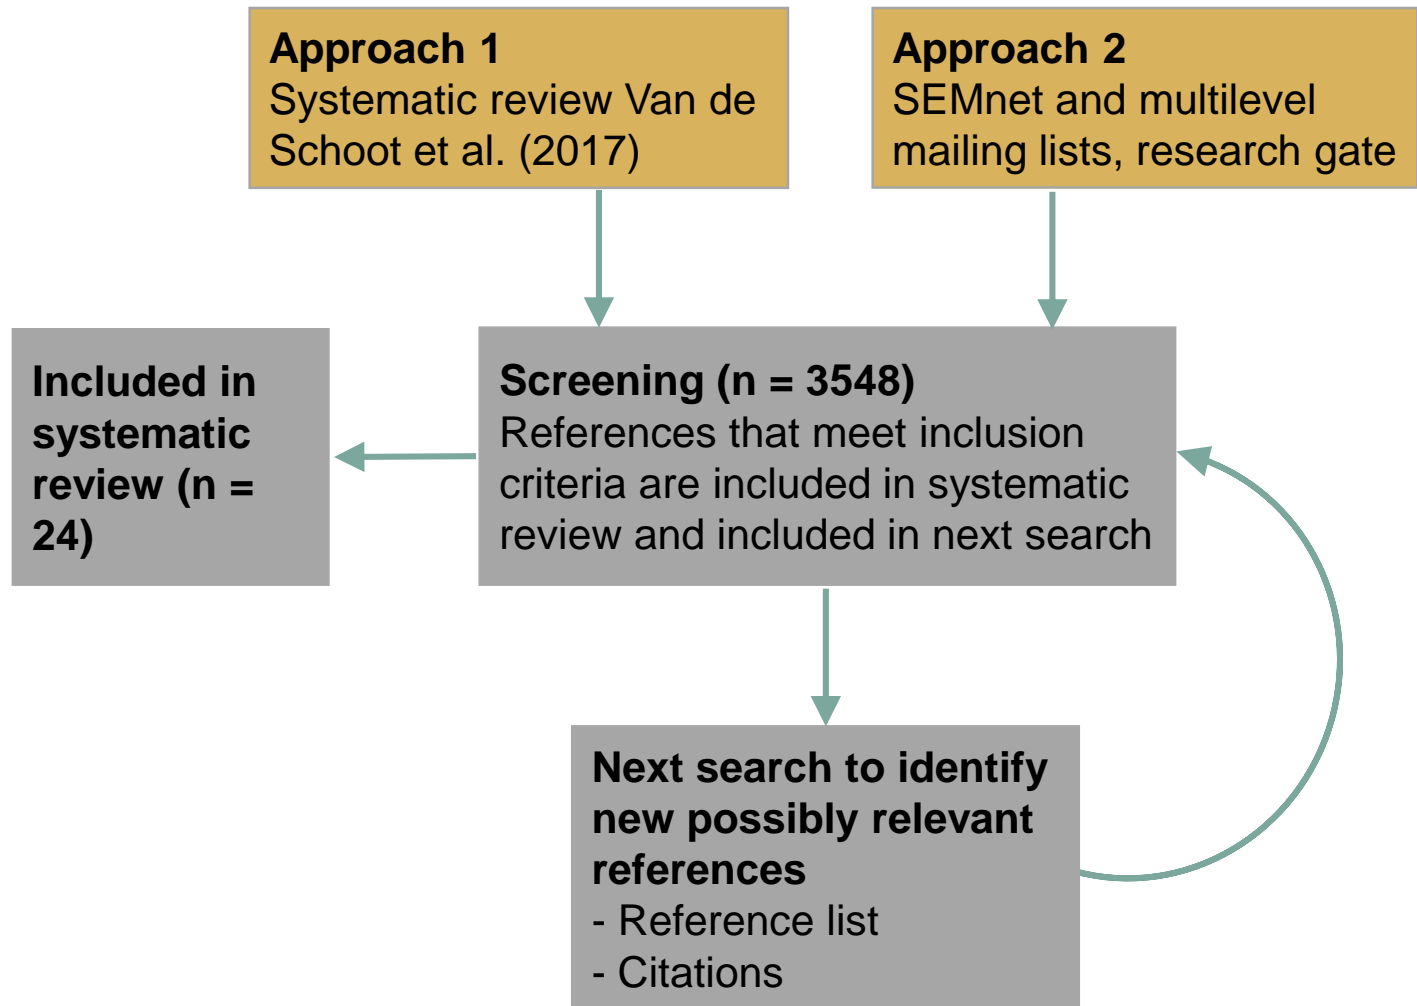 Approach 1
Systematic review Van de
Schoot et al. (2017)
Approach 2
SEMnet and multilevel
mailing lists, research gate
Included in
systematic
review (n =
24)
Screening (n = 3548)
References that meet inclusion
criteria are included in systematic
review and included in next search
Next search to identify
new possibly relevant
references
- Reference list
- Citations